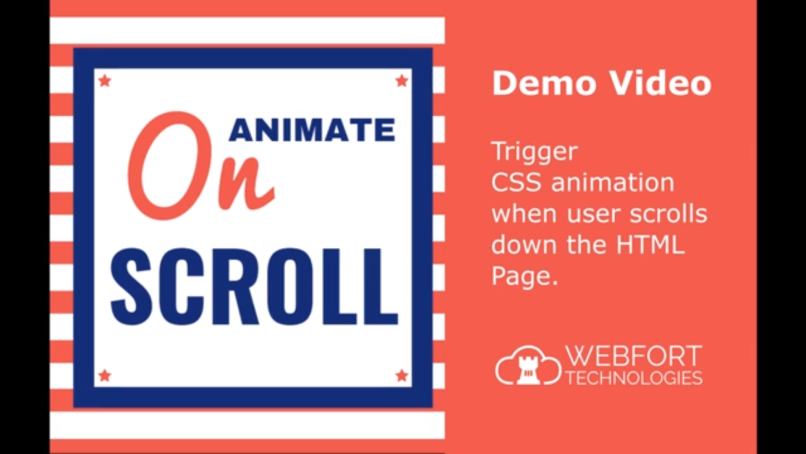 ANIMATE
On
SCROLL
Demo Video
Trigger
CSS animation
when user scrolls
down the HTML
Page.
WEBFORT
TECHNOLOGIES